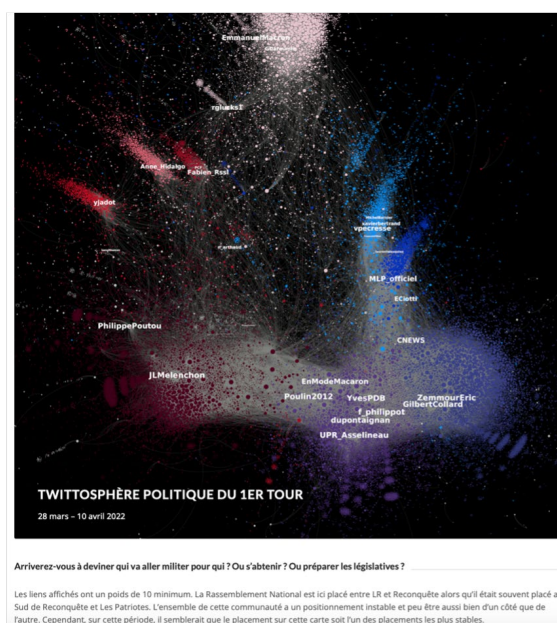 EmmanuelMacron
rglucks1
Anne_Hidalgo
Fabien_Rssl
yjadot
n_arthaud
xavierbertrand
vpecresse
MLP_officiel
ECiotti
PhilippePoutou
CNEWS
JLMelenchon
EnModeMacaron
Poulin2012
YvesPDB
ZemmourEric
GilbertCollard
f_philippot
dupontaignan
UPR_Asselineau
TWITTOSPHÈRE POLITIQUE DU 1ER TOUR
28 mars – 10 avril 2022
Arriverez-vous à deviner qui va aller militer pour qui ? Ou s'abtenir ? Ou préparer les législatives ?
Les liens affichés ont un poids de 10 minimum. La Rassemblement National est ici placé entre LR et Reconquête alors qu'il était souvent placé a
Sud de Reconquête et Les Patriotes. L'ensemble de cette communauté a un positionnement instable et peu être aussi bien d'un côté que de
l'autre. Cependant, sur cette période, il semblerait que le placement sur cette carte soit l'un des placements les plus stables.